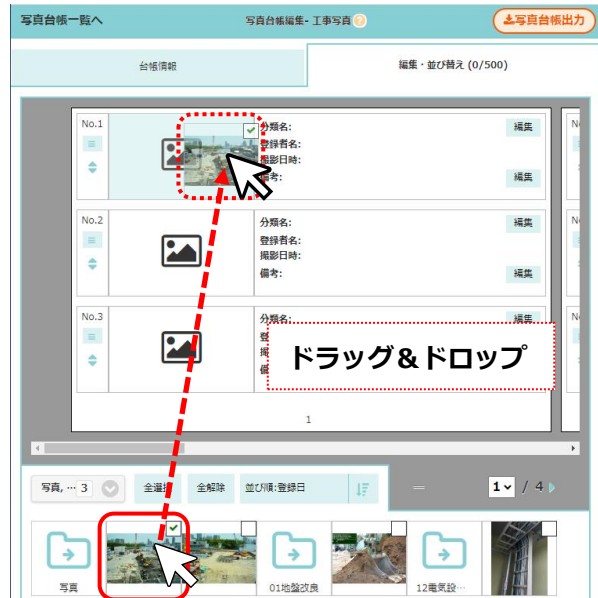 写真台帳一覧へ
写真台帳編集- 工事写真 ?
写真台帳出力
台帳情報
編集・並び替え (0/500)
No.1
分類名:
編集
登録者名:
撮影日時:
備考:
編集
No.2
分類名:
編集
登録者名:
撮影日時:
備考:
編集
No.3
分類名:
編集
ドラッグ&ドロップ
1
写真, … 3
全選択
全解除
並び順:登録日
1 / 4
写真
01地盤改良
12電気設…